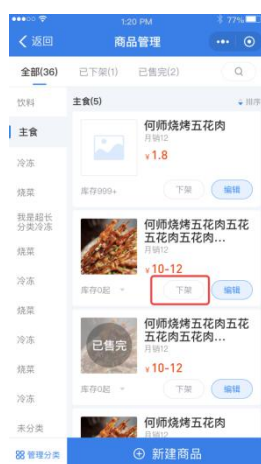 1:20 PM
77%
返回
商品管理
全部(36)
已下架(1)
已售完(2)
饮料
主食
冷冻
烧菜
我是超长
分类冷冻
烧菜
冷冻
烧菜
冷冻
烧菜
冷冻
未分类
管理分类
主食(5)
排序
何师烧烤五花肉
月销12
¥1.8
库存999+
下架
编辑
何师烧烤五花肉五花
五花肉五花肉...
月销12
¥10-12
库存0起
下架
编辑
已售完
何师烧烤五花肉五花
五花肉五花肉...
月销12
¥10-12
库存0起
下架
编辑
何师烧烤五花肉
月销12
新建商品